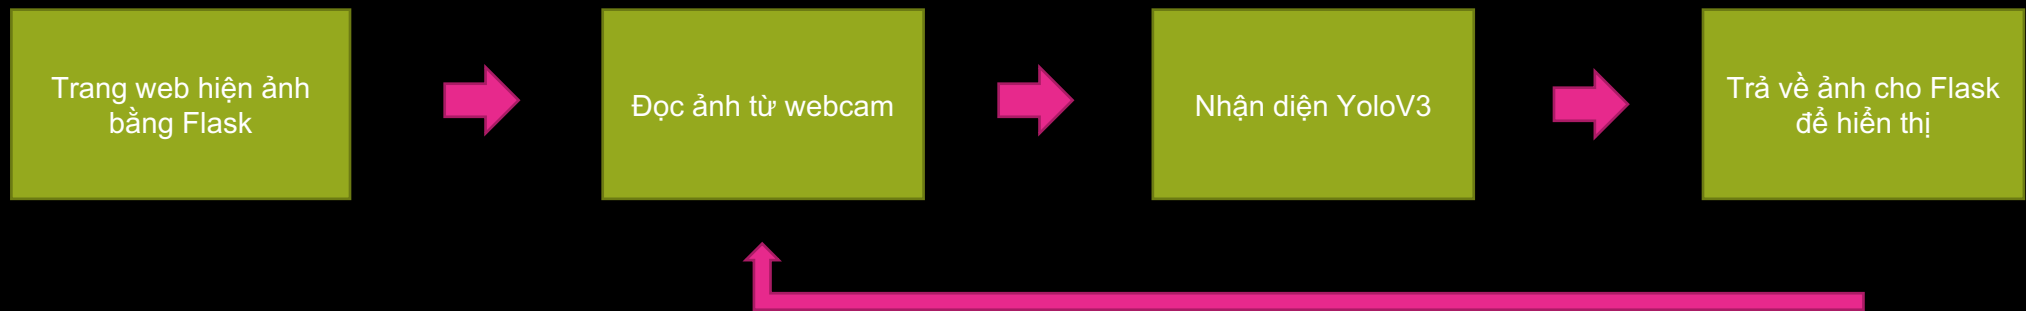 Trang web hiện ảnh
bằng Flask
Đọc ảnh từ webcam
Nhận diện YoloV3
Trả về ảnh cho Flask
để hiển thị